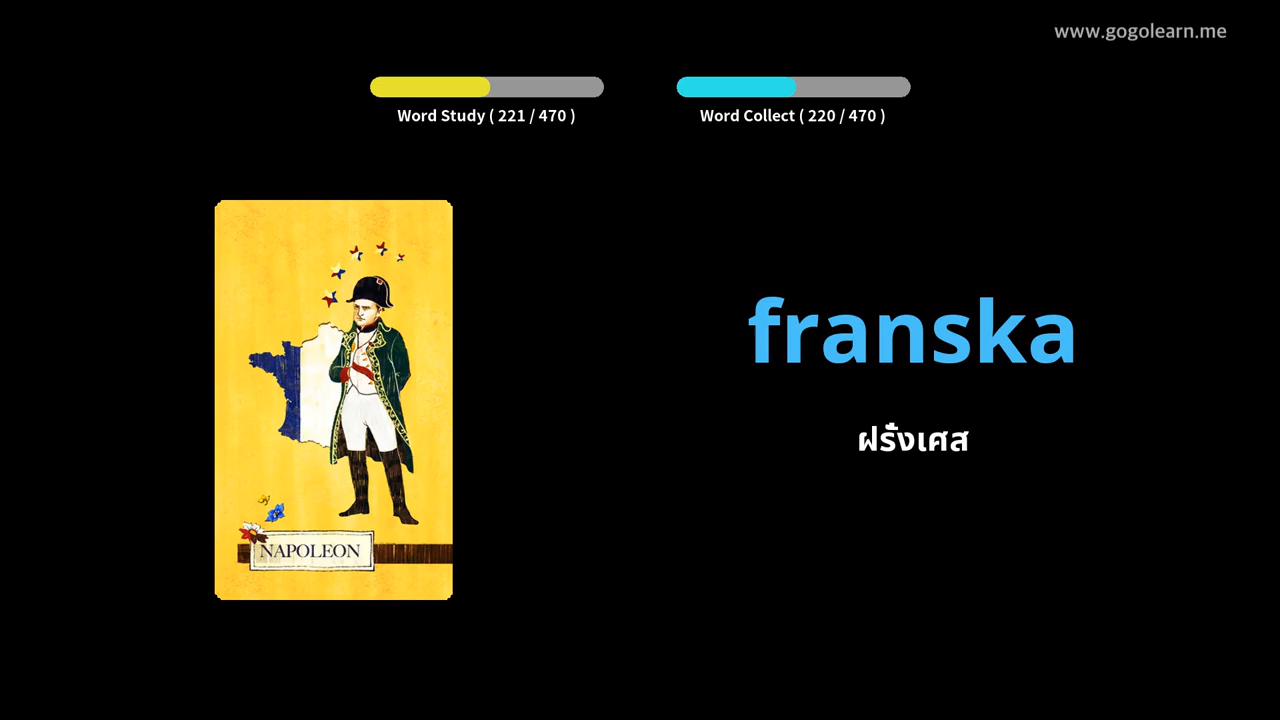 www.gogolearn.me
Word Study ( 221 / 470 )
Word Collect ( 220 / 470 )
franska
ฝรั่งเศส
NAPOLEON